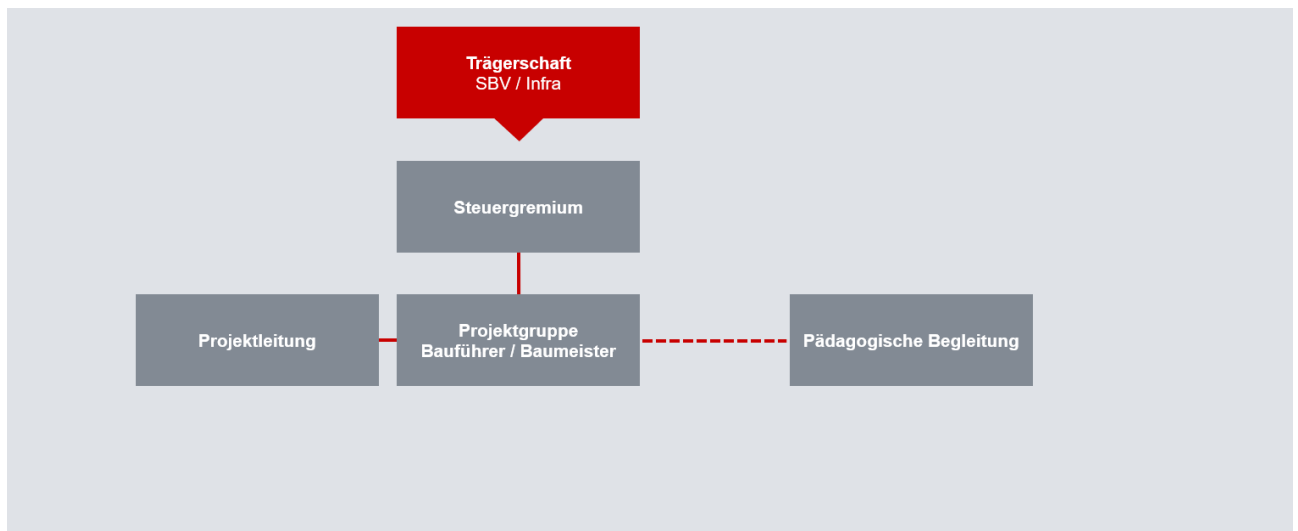 Trägerschaft
SBV / Infra
Steuergremium
Projektleitung
Projektgruppe
Bauführer / Baumeister
Pädagogische Begleitung